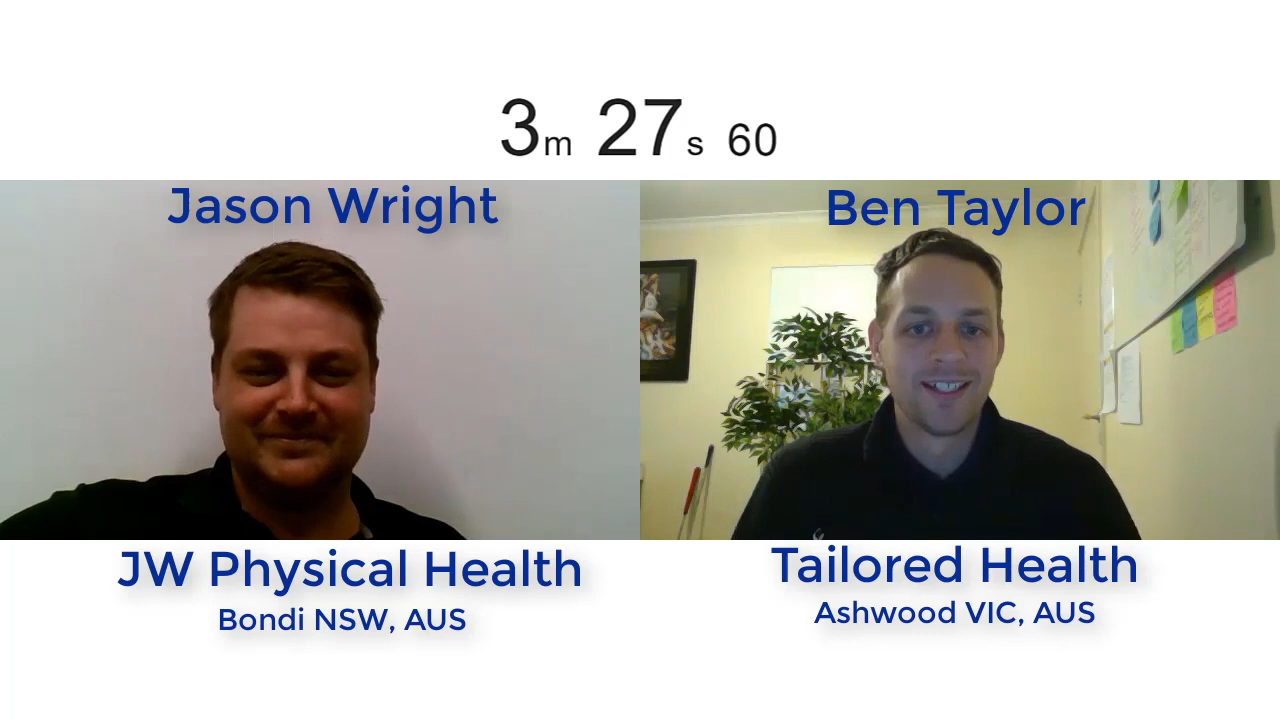 3m 27s 60
Jason Wright
Ben Taylor
JW Physical Health
Bondi NSW, AUS
Tailored Health
Ashwood VIC, AUS